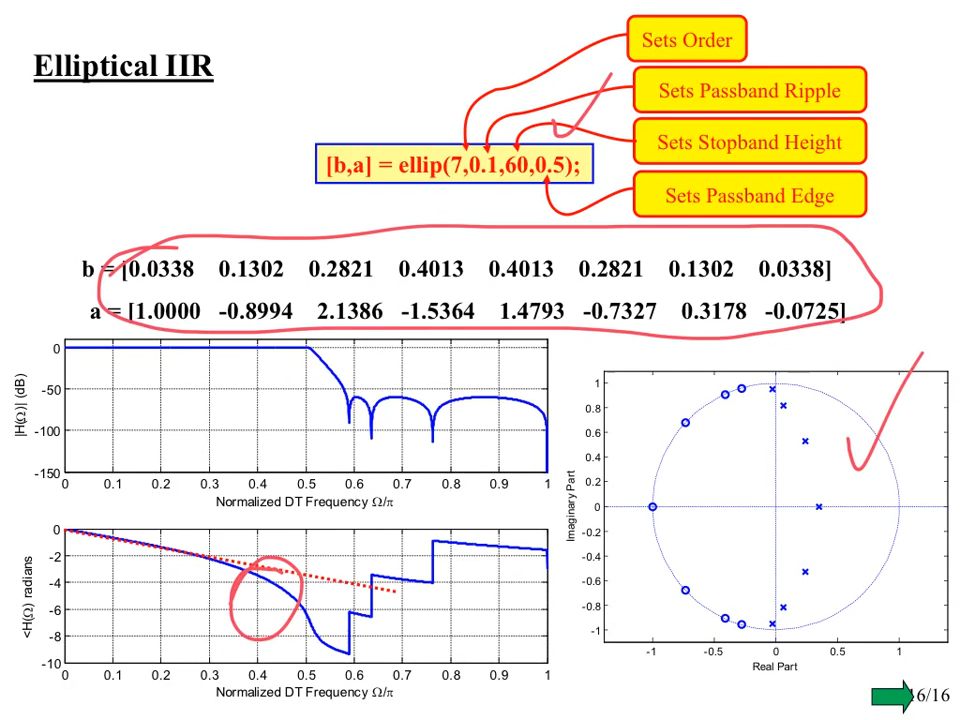 Elliptical IIR
Sets Order
Sets Passband Ripple
Sets Stopband Height
[b,a] = ellip(7,0.1,60,0.5);
Sets Passband Edge
b = [0.0338 0.1302 0.2821 0.4013 0.4013 0.2821 0.1302 0.0338]
a = [1.0000 -0.8994 2.1386 -1.5364 1.4793 -0.7327 0.3178 -0.0725]
|H(Ω)| (dB)
0
-50
-100
-150
0 0.1 0.2 0.3 0.4 0.5 0.6 0.7 0.8 0.9 1
Normalized DT Frequency Ω/π
<H(Ω) radians
0
-2
-4
-6
-8
-10
0 0.1 0.2 0.3 0.4 0.5 0.6 0.7 0.8 0.9 1
Normalized DT Frequency Ω/π
Imaginary Part
1
0.8
0.6
0.4
0.2
0
-0.2
-0.4
-0.6
-0.8
-1
-1 -0.5 0 0.5 1
Real Part
16/16